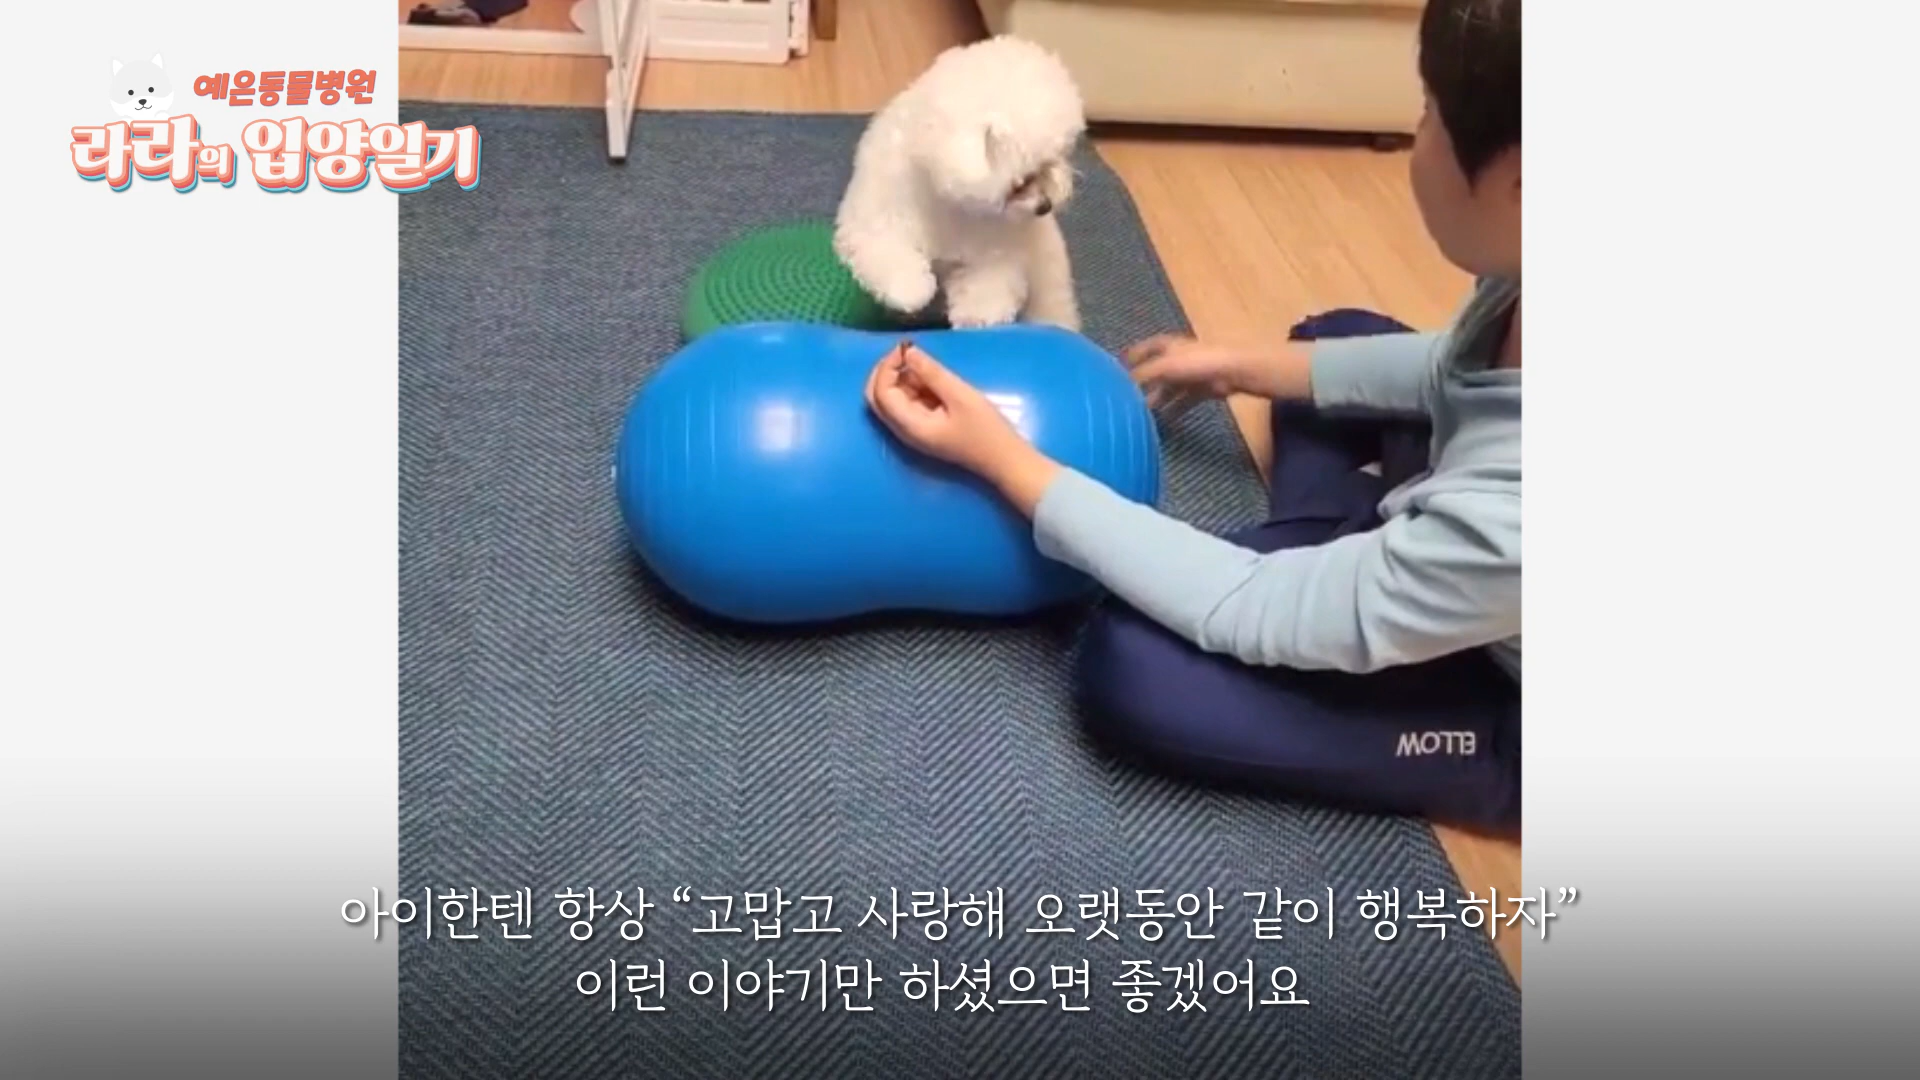 예은동물병원
라라의 입양일기
ELLOW
아이한텐 항상 “고맙고 사랑해 오랫동안 같이 행복하자”
이런 이야기만 하셨으면 좋겠어요